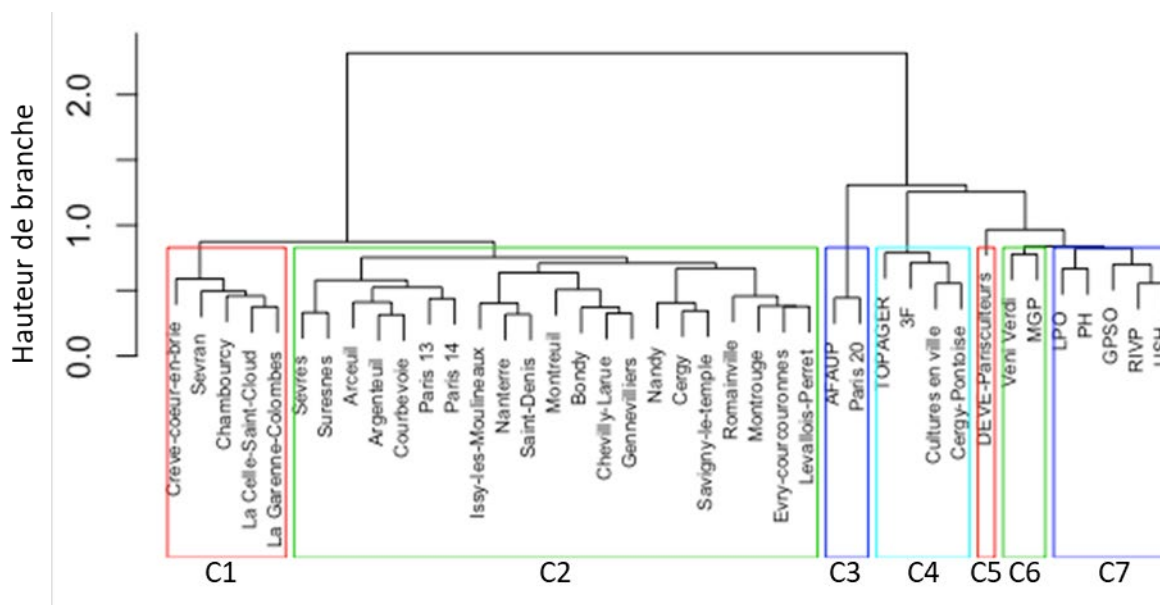 Hauteur de branche
2.0
1.0
0.0
Crève-coeur-en-brie
Sevran
Chambourcy
La Celle-Saint-Cloud
La Garenne-Colombes
Sèvres
Suresnes
Arceuil
Argenteuil
Courbevoie
Paris 13
Paris 14
Issy-les-Moulineaux
Nanterre
Saint-Denis
Montreuil
Bondy
Chevilly-Larue
Gennevilliers
Nandy
Cergy
Savigny-le-temple
Romainville
Montrouge
Evry-courcouronnes
Levallois-Perret
AFAUP
Paris 20
TOPAGER
3F
Cultures en ville
Cergy-Pontoise
DEVE-Parisculteurs
Veni Verdi
MGP
LPO
PH
GPSO
RIVP
C1
C2
C3
C4
C5
C6
C7